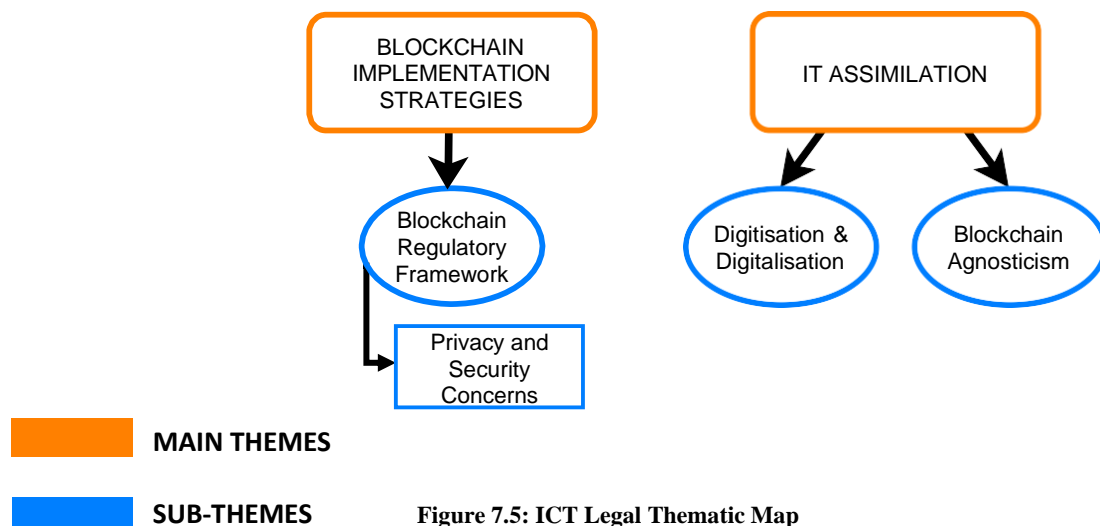 BLOCKCHAIN
IMPLEMENTATION
STRATEGIES
IT ASSIMILATION
Blockchain
Regulatory
Framework
Digitisation &
Digitalisation
Blockchain
Agnosticism
Privacy and
Security
Concerns
MAIN THEMES
SUB-THEMES
Figure 7.5: ICT Legal Thematic Map